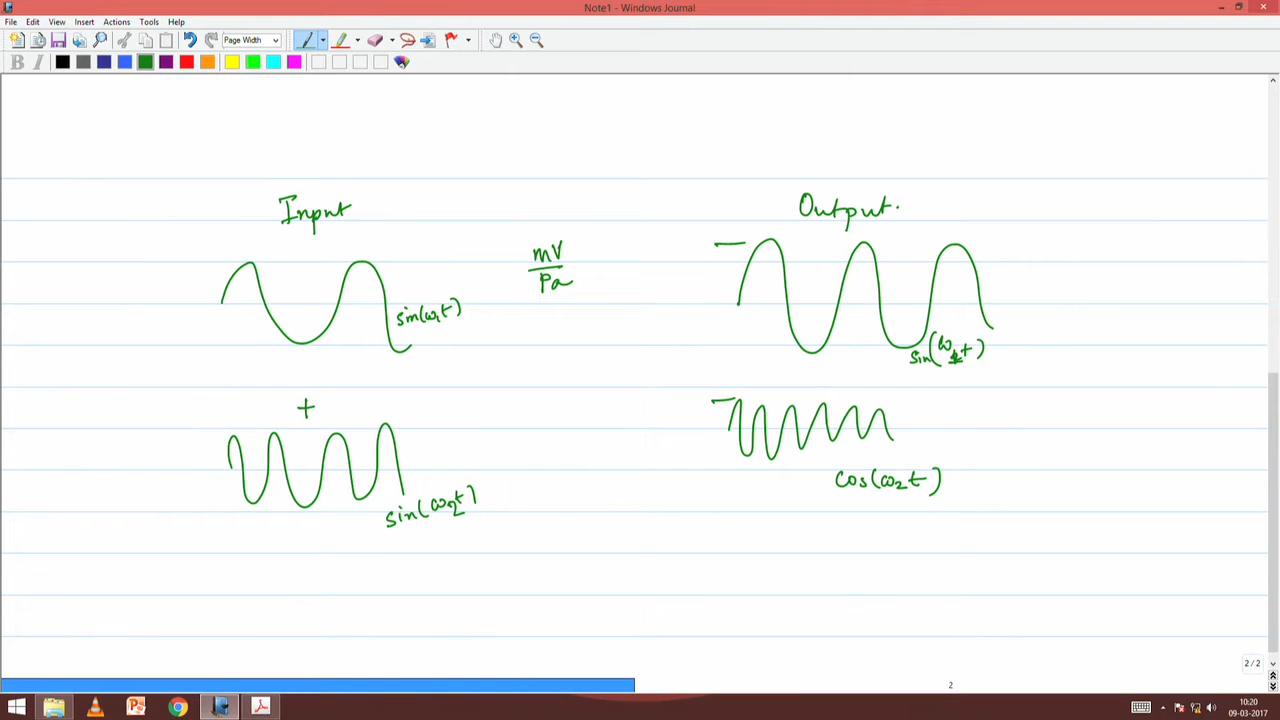 Note1 - Windows Journal
File Edit View Insert Actions Tools Help
Page Width
B I
Input
Output.
mV
Pa
sin(ω1t)
+
sin(ω2t)
cos(ω2t)
2 / 2
2
10:20
09-03-2017